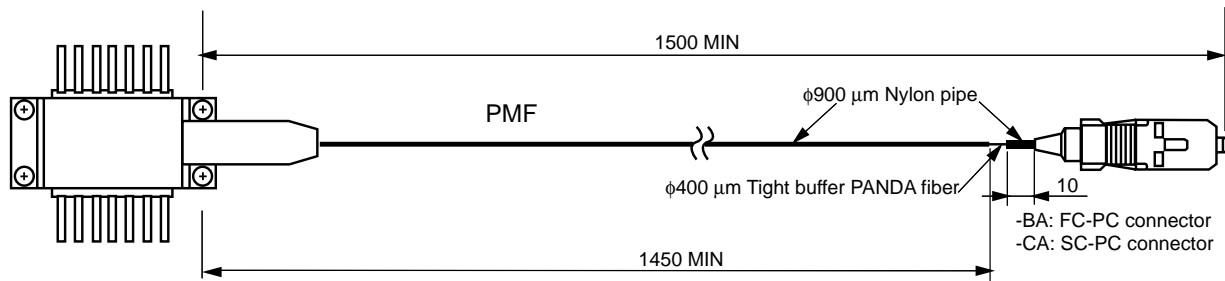 1500 MIN
φ900 μm Nylon pipe
PMF
φ400 μm Tight buffer PANDA fiber
10
-BA: FC-PC connector
-CA: SC-PC connector
1450 MIN